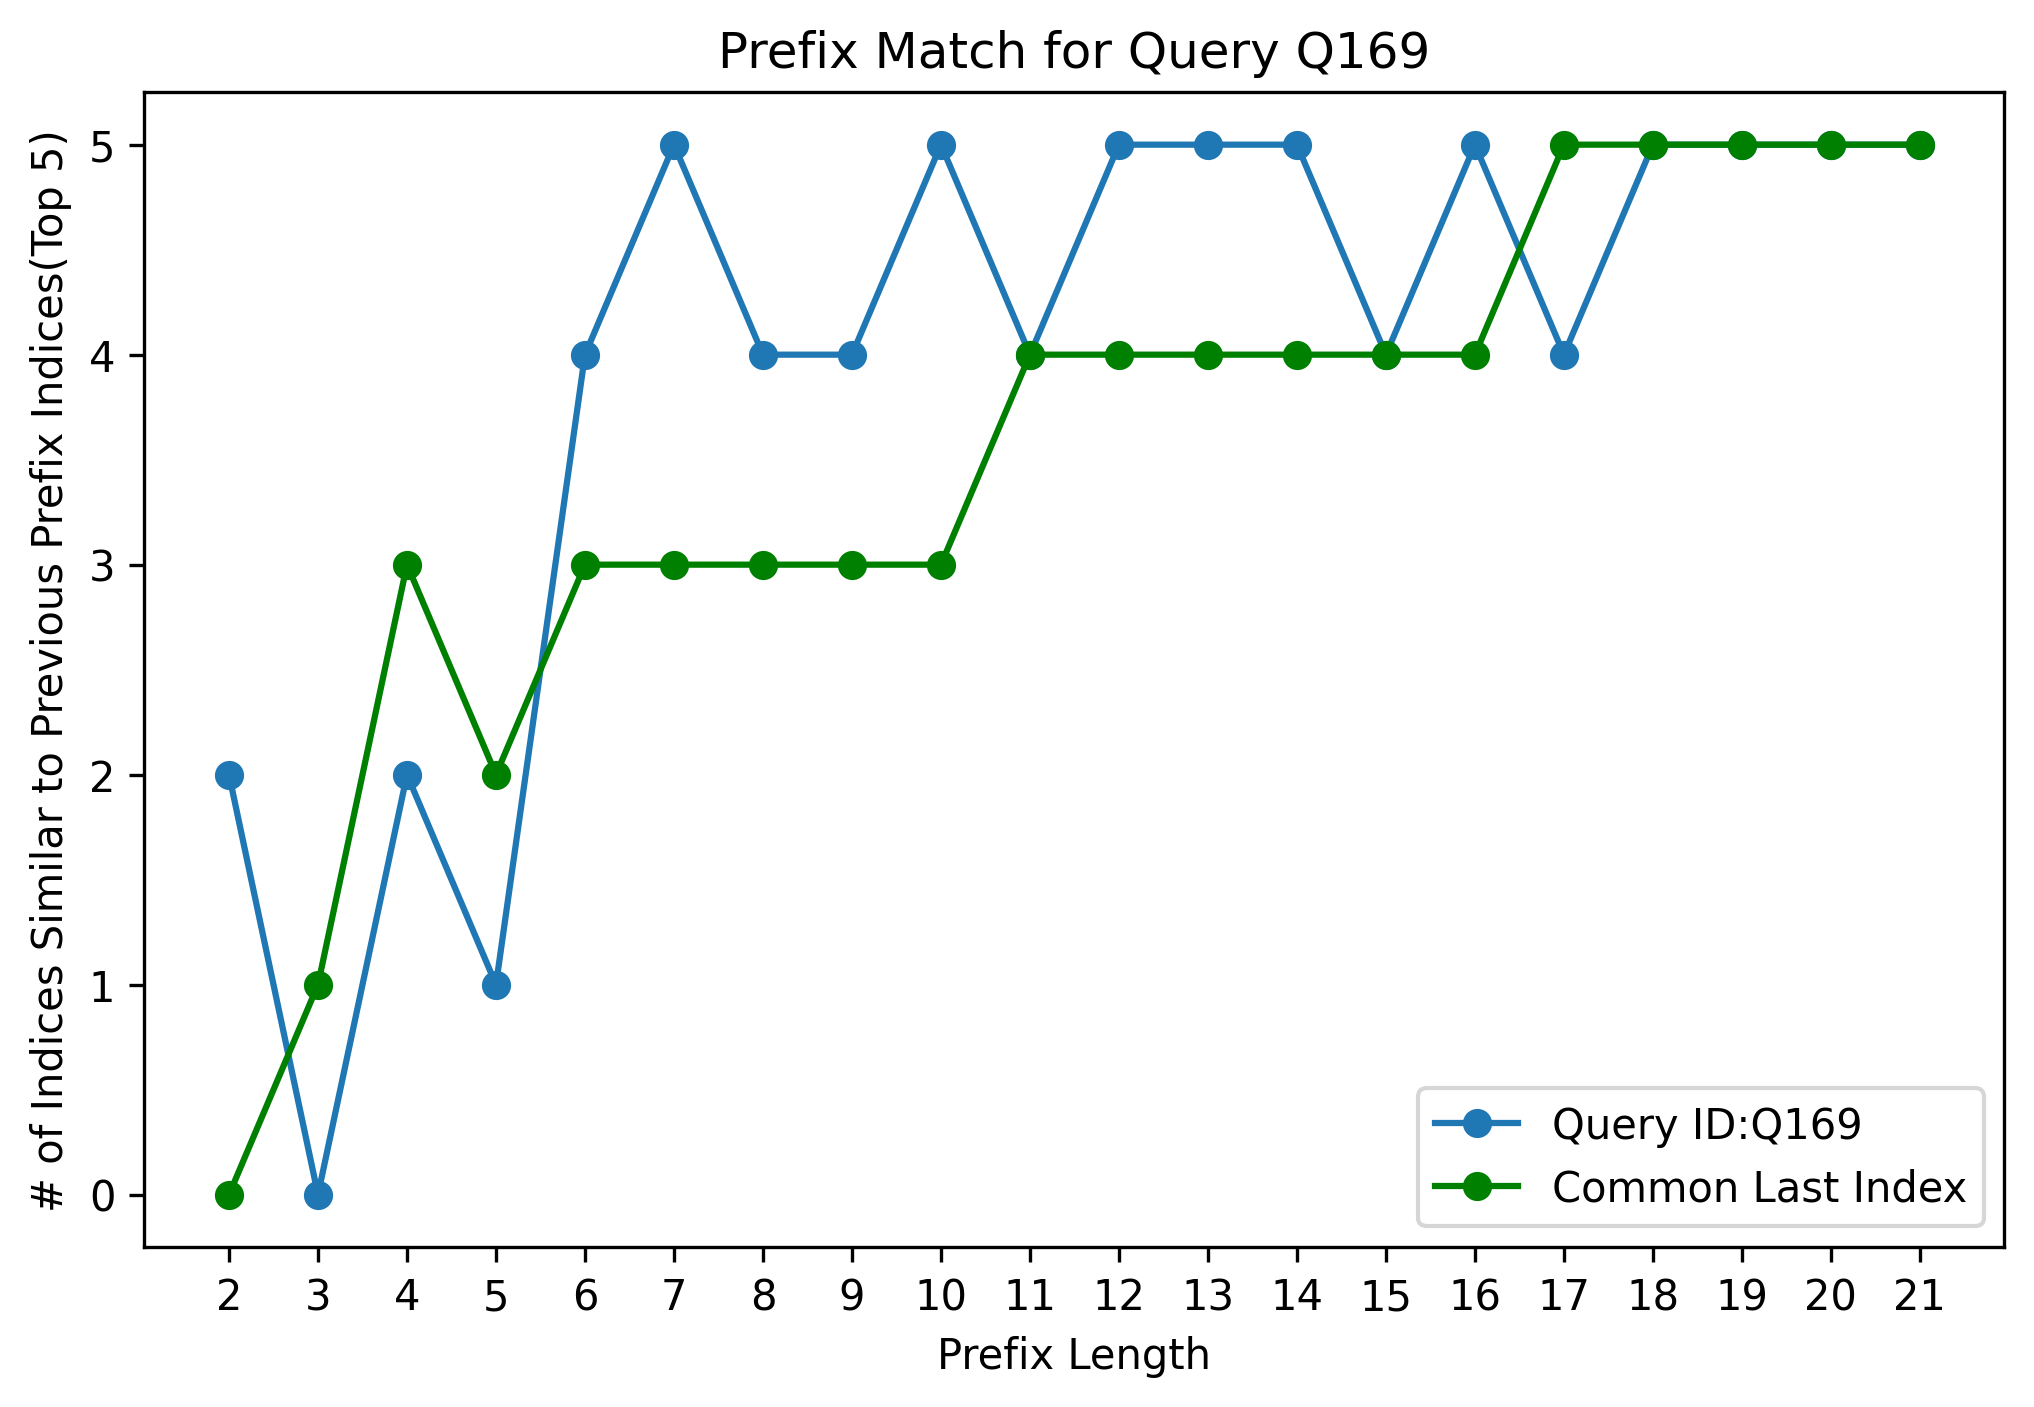 Prefix Match for Query Q169
# of Indices Similar to Previous Prefix Indices(Top 5)
5
4
3
2
1
0
Query ID:Q169
Common Last Index
2 3 4 5 6 7 8 9 10 11 12 13 14 15 16 17 18 19 20 21
Prefix Length